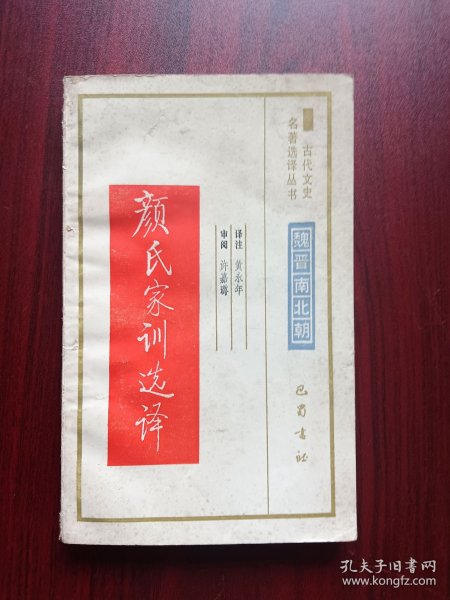 古代文史
名著选译丛书
魏晋南北朝
巴蜀书社
译注 黄永年
审阅 许嘉璐
颜氏家训选译
孔夫子旧书网
www.kongfz.com